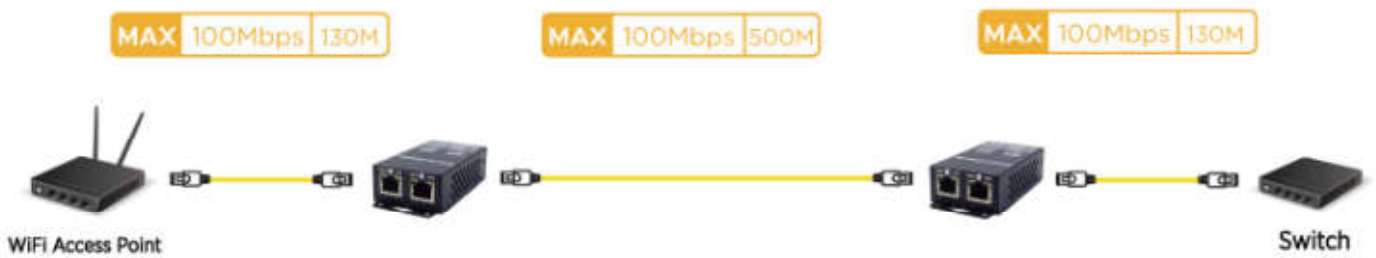 MAX 100Mbps 130M
MAX 100Mbps 500M
MAX 100Mbps 130M
WiFi Access Point
Switch